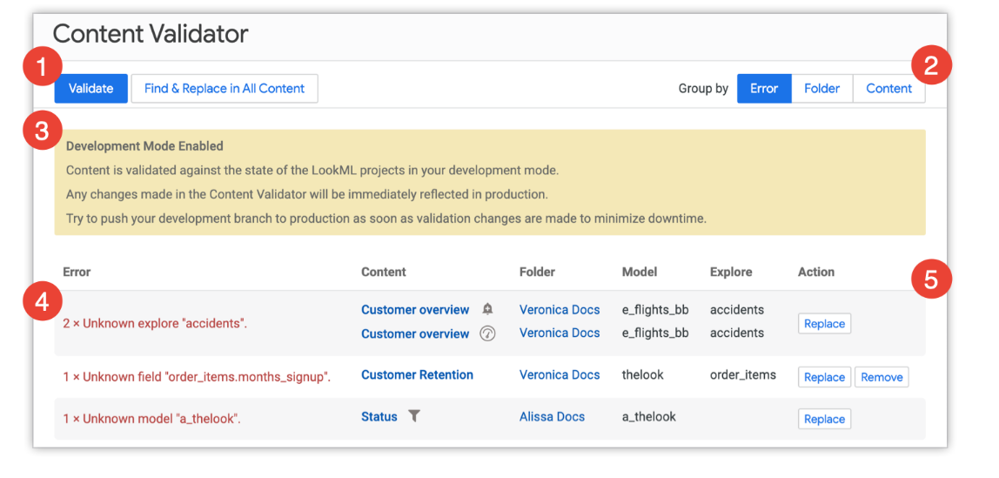 Content Validator
1
2
Validate Find & Replace in All Content Group by Error Folder Content
3
Development Mode Enabled
Content is validated against the state of the LookML projects in your development mode.
Any changes made in the Content Validator will be immediately reflected in production.
Try to push your development branch to production as soon as validation changes are made to minimize downtime.
Error Content Folder Model Explore Action
5
4
Customer overview Veronica Docs e_flights_bb accidents
2 × Unknown explore "accidents". Replace
Customer overview Veronica Docs e_flights_bb accidents
1 × Unknown field "order_items.months_signup". Customer Retention Veronica Docs thelook order_items Replace Remove
1 × Unknown model "a_thelook". Status Alissa Docs a_thelook Replace